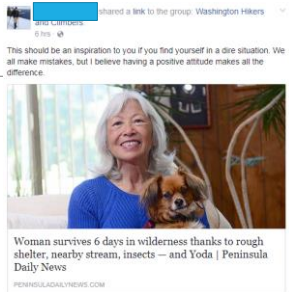 shared a link to the group: Washington Hikers
and Climbers.
6 hrs ·
This should be an inspiration to you if you find yourself in a dire situation. We
all make mistakes, but I believe having a positive attitude makes all the
difference.
Woman survives 6 days in wilderness thanks to rough
shelter, nearby stream, insects — and Yoda | Peninsula
Daily News
PENINSULADAILYNEWS.COM